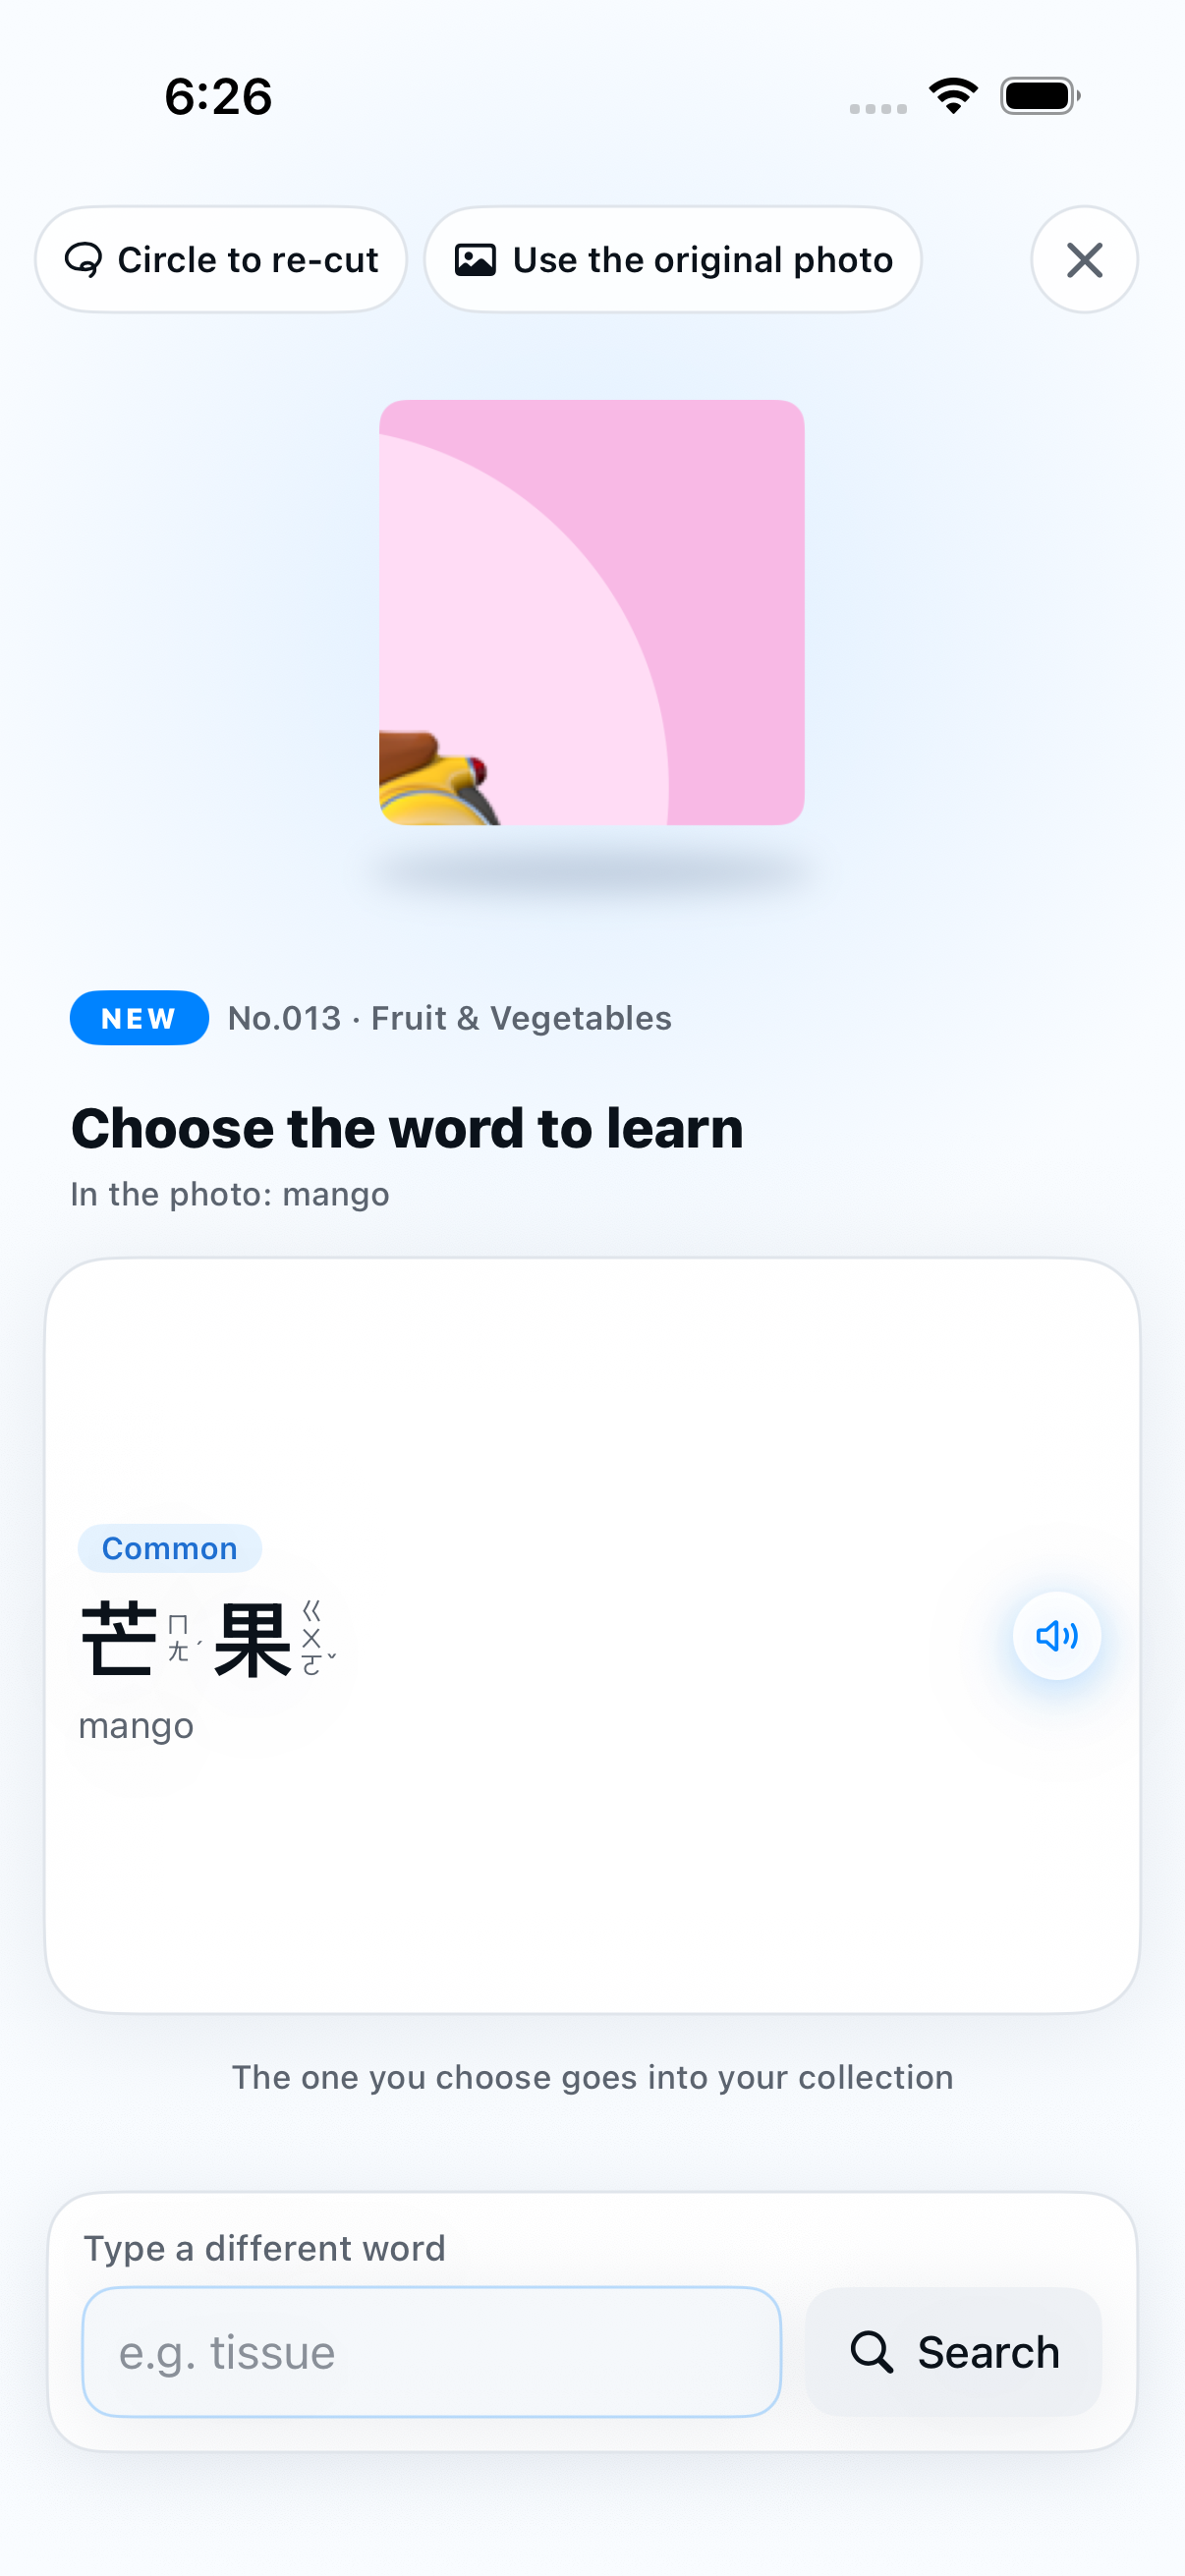 6:26
Circle to re-cut
Use the original photo
NEW
No.013 · Fruit & Vegetables
Choose the word to learn
In the photo: mango
Common
芒ㄇㄤˊ果ㄍㄨㄛˇ
mango
The one you choose goes into your collection
Type a different word
e.g. tissue
Search